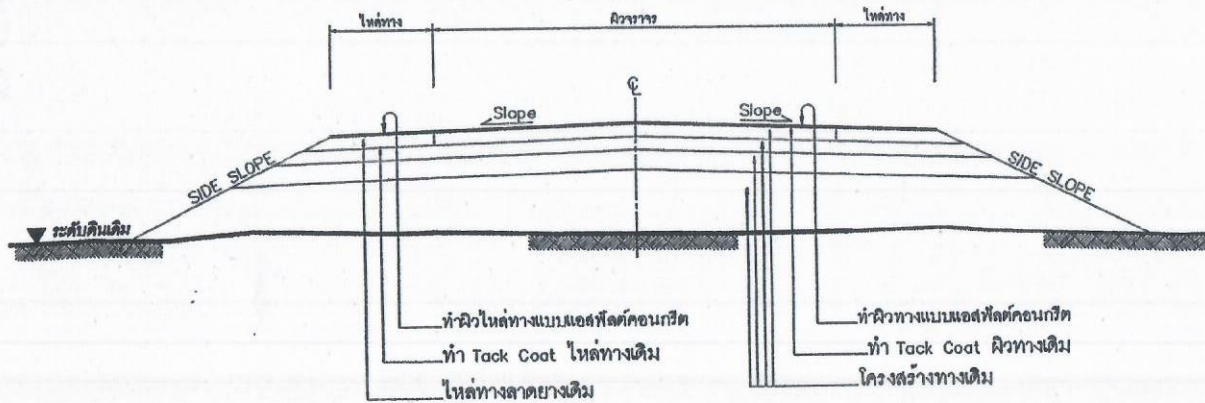 ไหล่ทาง ผิวจราจร ไหล่ทาง
℄
Slope Slope
SIDE SLOPE SIDE SLOPE
ระดับดินเดิม
ทำผิวไหล่ทางแบบแอสฟัลต์คอนกรีต ทำผิวทางแบบแอสฟัลต์คอนกรีต
ทำ Tack Coat ไหล่ทางเดิม ทำ Tack Coat ผิวทางเดิม
ไหล่ทางลาดยางเดิม โครงสร้างทางเดิม